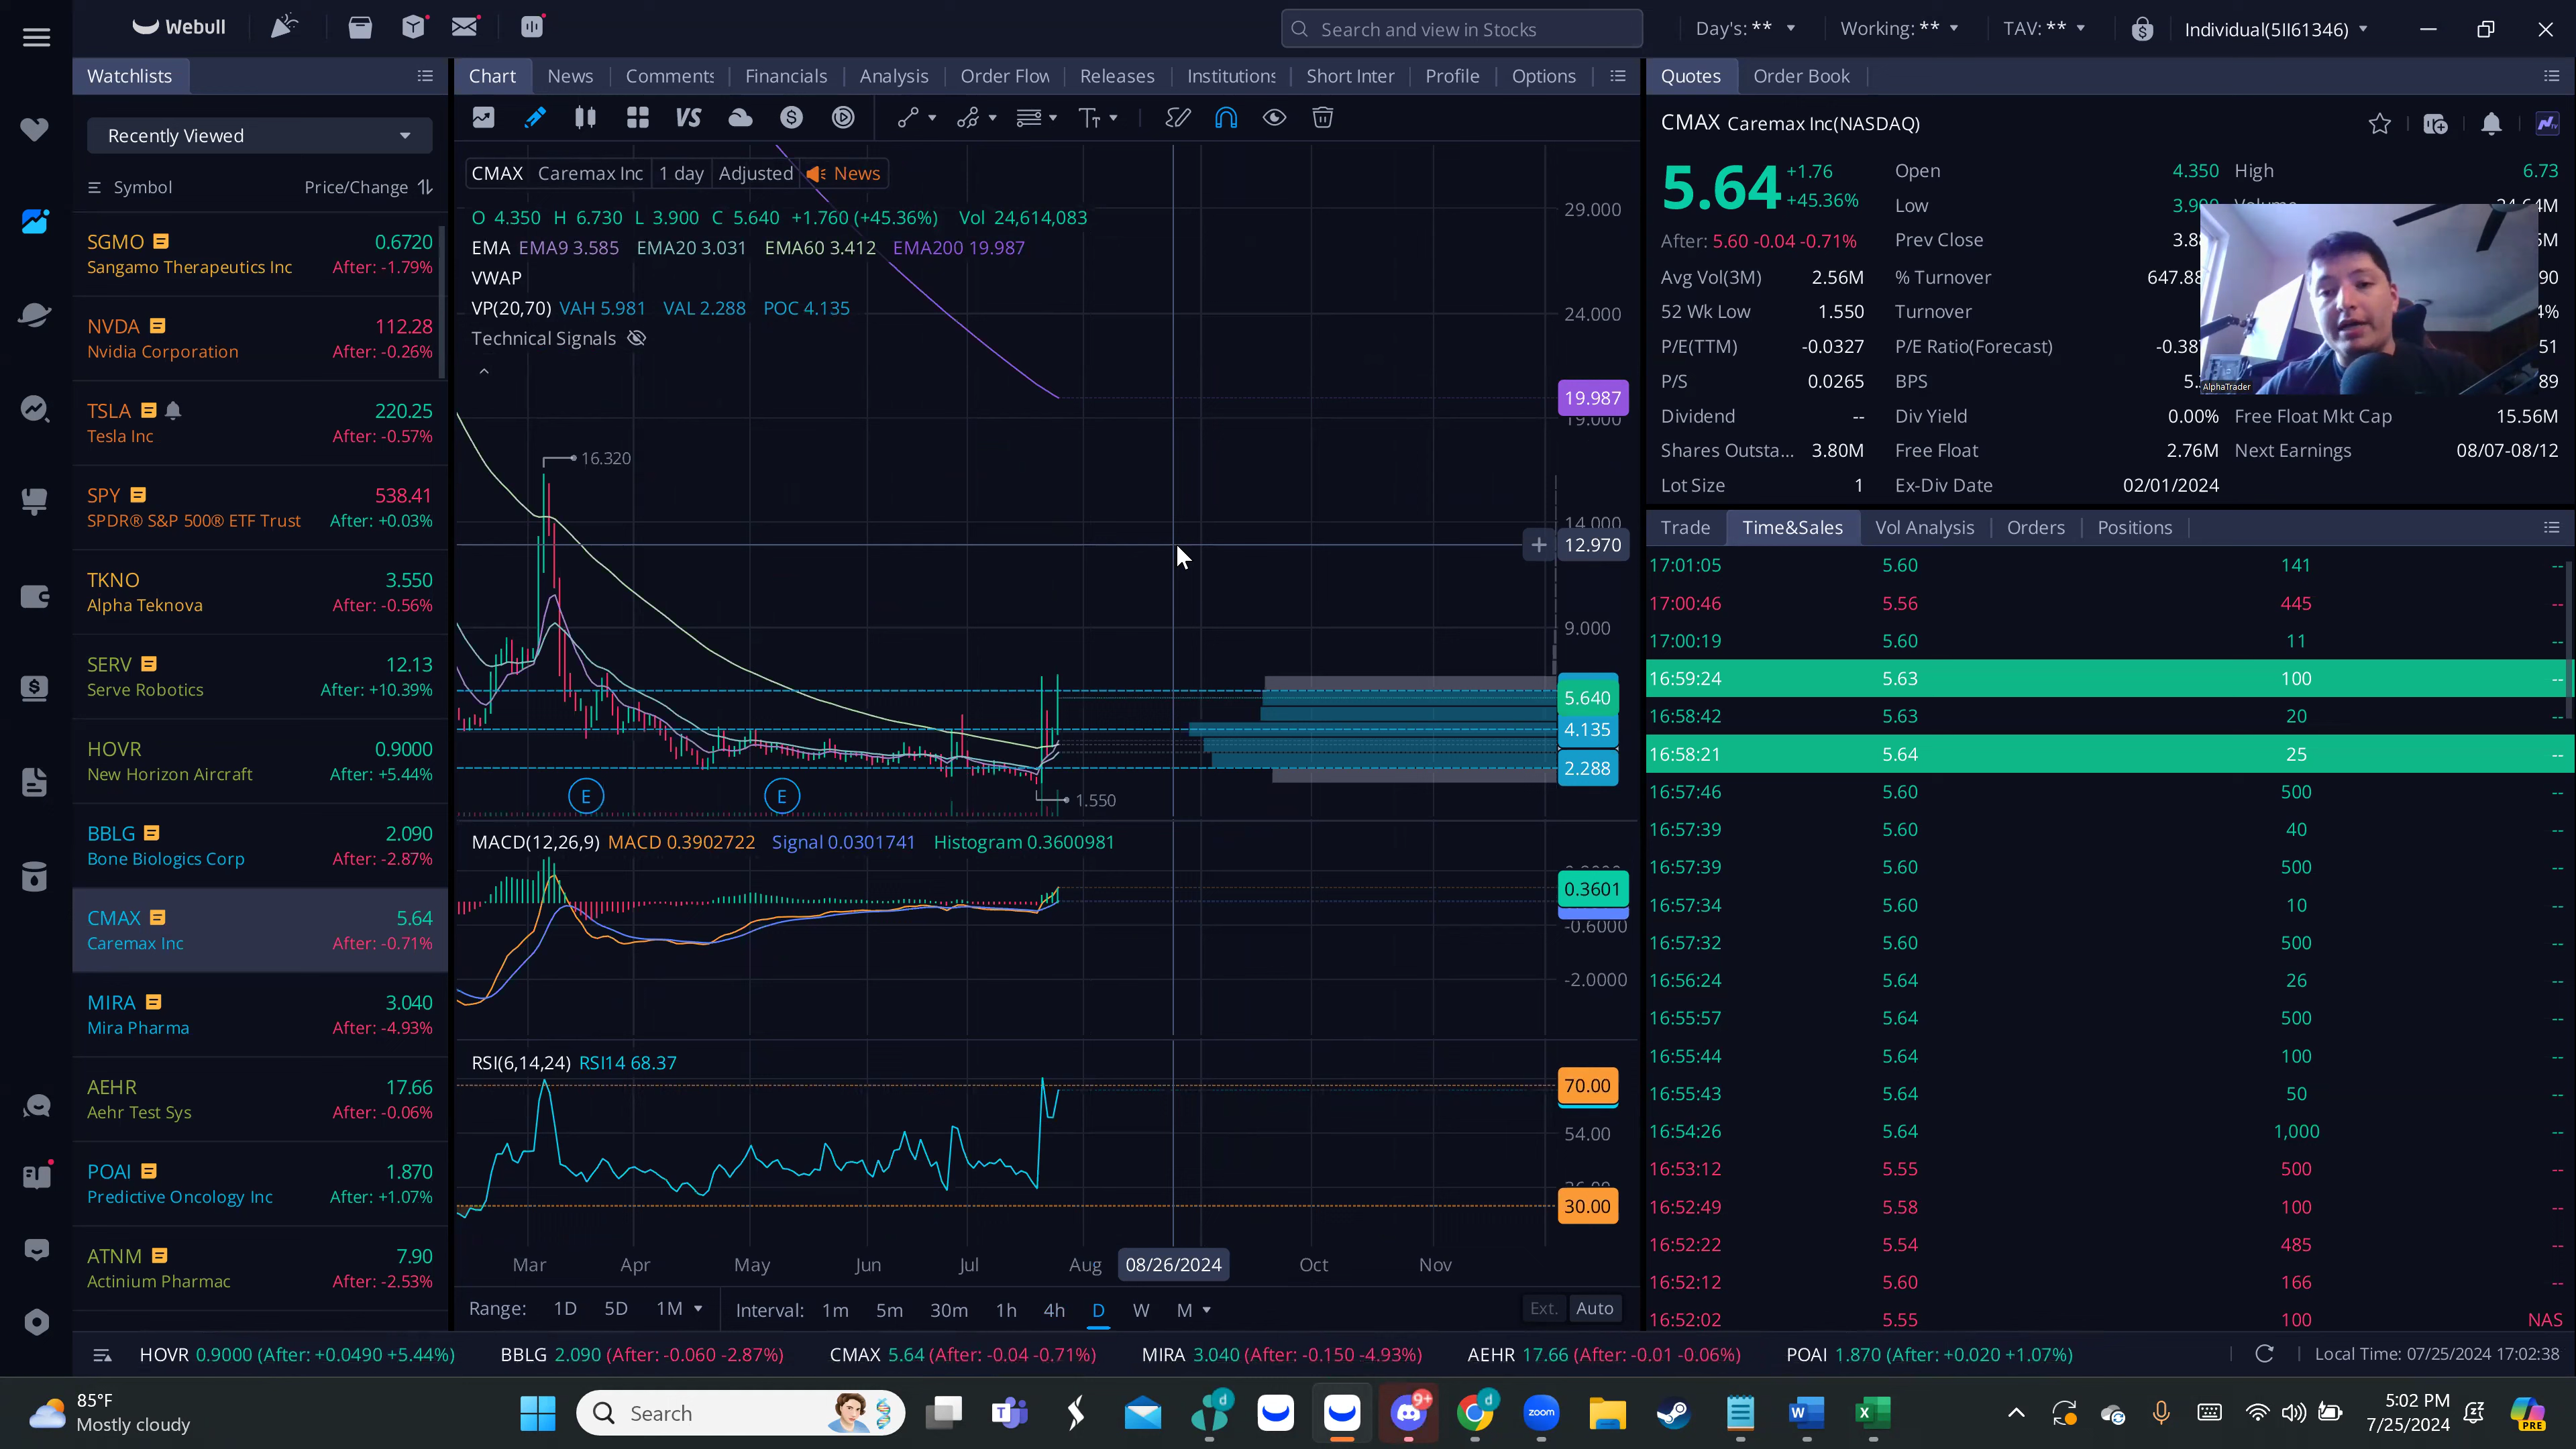 Webull
Search and view in Stocks
Day's: **
Working: **
TAV: **
Individual(5II61346)
Watchlists
Chart News Comments Financials Analysis Order Flow Releases Institutions Short Inter Profile Options
Quotes Order Book
Recently Viewed
Symbol Price/Change
SGMO 0.6720
Sangamo Therapeutics Inc After: -1.79%
NVDA 112.28
Nvidia Corporation After: -0.26%
TSLA 220.25
Tesla Inc After: -0.57%
SPY 538.41
SPDR® S&P 500® ETF Trust After: +0.03%
TKNO 3.550
Alpha Teknova After: -0.56%
SERV 12.13
Serve Robotics After: +10.39%
HOVR 0.9000
New Horizon Aircraft After: +5.44%
BBLG 2.090
Bone Biologics Corp After: -2.87%
CMAX 5.64
Caremax Inc After: -0.71%
MIRA 3.040
Mira Pharma After: -4.93%
AEHR 17.66
Aehr Test Sys After: -0.06%
POAI 1.870
Predictive Oncology Inc After: +1.07%
ATNM 7.90
Actinium Pharmac After: -2.53%
VS
CMAX Caremax Inc 1 day Adjusted News
O 4.350 H 6.730 L 3.900 C 5.640 +1.760 (+45.36%) Vol 24,614,083
EMA EMA9 3.585 EMA20 3.031 EMA60 3.412 EMA200 19.987
VWAP
VP(20,70) VAH 5.981 VAL 2.288 POC 4.135
Technical Signals
29.000
24.000
19.987
19.000
16.320
14.000
12.970
9.000
5.640
4.135
2.288
E E
1.550
MACD(12,26,9) MACD 0.3902722 Signal 0.0301741 Histogram 0.3600981
0.3601
-0.6000
-2.0000
RSI(6,14,24) RSI14 68.37
70.00
54.00
30.00
Mar Apr May Jun Jul Aug 08/26/2024 Oct Nov
Range: 1D 5D 1M Interval: 1m 5m 30m 1h 4h D W M Ext. Auto
CMAX Caremax Inc(NASDAQ)
5.64 +1.76
+45.36%
After: 5.60 -0.04 -0.71%
Open 4.350 High 6.73
Low
Prev Close
Avg Vol(3M) 2.56M % Turnover
52 Wk Low 1.550 Turnover
P/E(TTM) -0.0327 P/E Ratio(Forecast)
P/S 0.0265 BPS
AlphaTrader
Dividend -- Div Yield 0.00% Free Float Mkt Cap 15.56M
Shares Outsta... 3.80M Free Float 2.76M Next Earnings 08/07-08/12
Lot Size 1 Ex-Div Date 02/01/2024
Trade Time&Sales Vol Analysis Orders Positions
17:01:05 5.60 141 --
17:00:46 5.56 445 --
17:00:19 5.60 11 --
16:59:24 5.63 100 --
16:58:42 5.63 20 --
16:58:21 5.64 25 --
16:57:46 5.60 500 --
16:57:39 5.60 40 --
16:57:39 5.60 500 --
16:57:34 5.60 10 --
16:57:32 5.60 500 --
16:56:24 5.64 26 --
16:55:57 5.64 500 --
16:55:44 5.64 100 --
16:55:43 5.64 50 --
16:54:26 5.64 1,000 --
16:53:12 5.55 500 --
16:52:49 5.58 100 --
16:52:22 5.54 485 --
16:52:12 5.60 166 --
16:52:02 5.55 100 NAS
HOVR 0.9000 (After: +0.0490 +5.44%) BBLG 2.090 (After: -0.060 -2.87%) CMAX 5.64 (After: -0.04 -0.71%) MIRA 3.040 (After: -0.150 -4.93%) AEHR 17.66 (After: -0.01 -0.06%) POAI 1.870 (After: +0.020 +1.07%) Local Time: 07/25/2024 17:02:38
85°F
Mostly cloudy
Search
9+
zoom
5:02 PM
7/25/2024
PRE